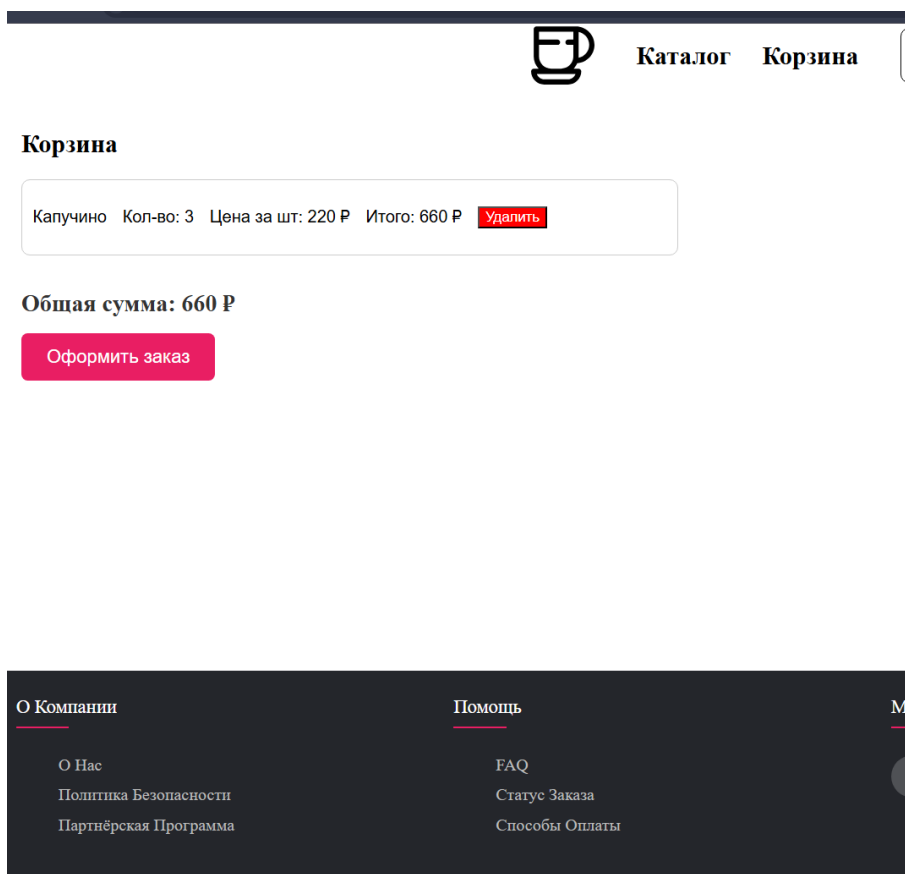 Каталог Корзина
Корзина
Капучино Кол-во: 3 Цена за шт: 220 ₽ Итого: 660 ₽ Удалить
Общая сумма: 660 ₽
Оформить заказ
О Компании Помощь М
О Нас FAQ
Политика Безопасности Статус Заказа
Партнёрская Программа Способы Оплаты